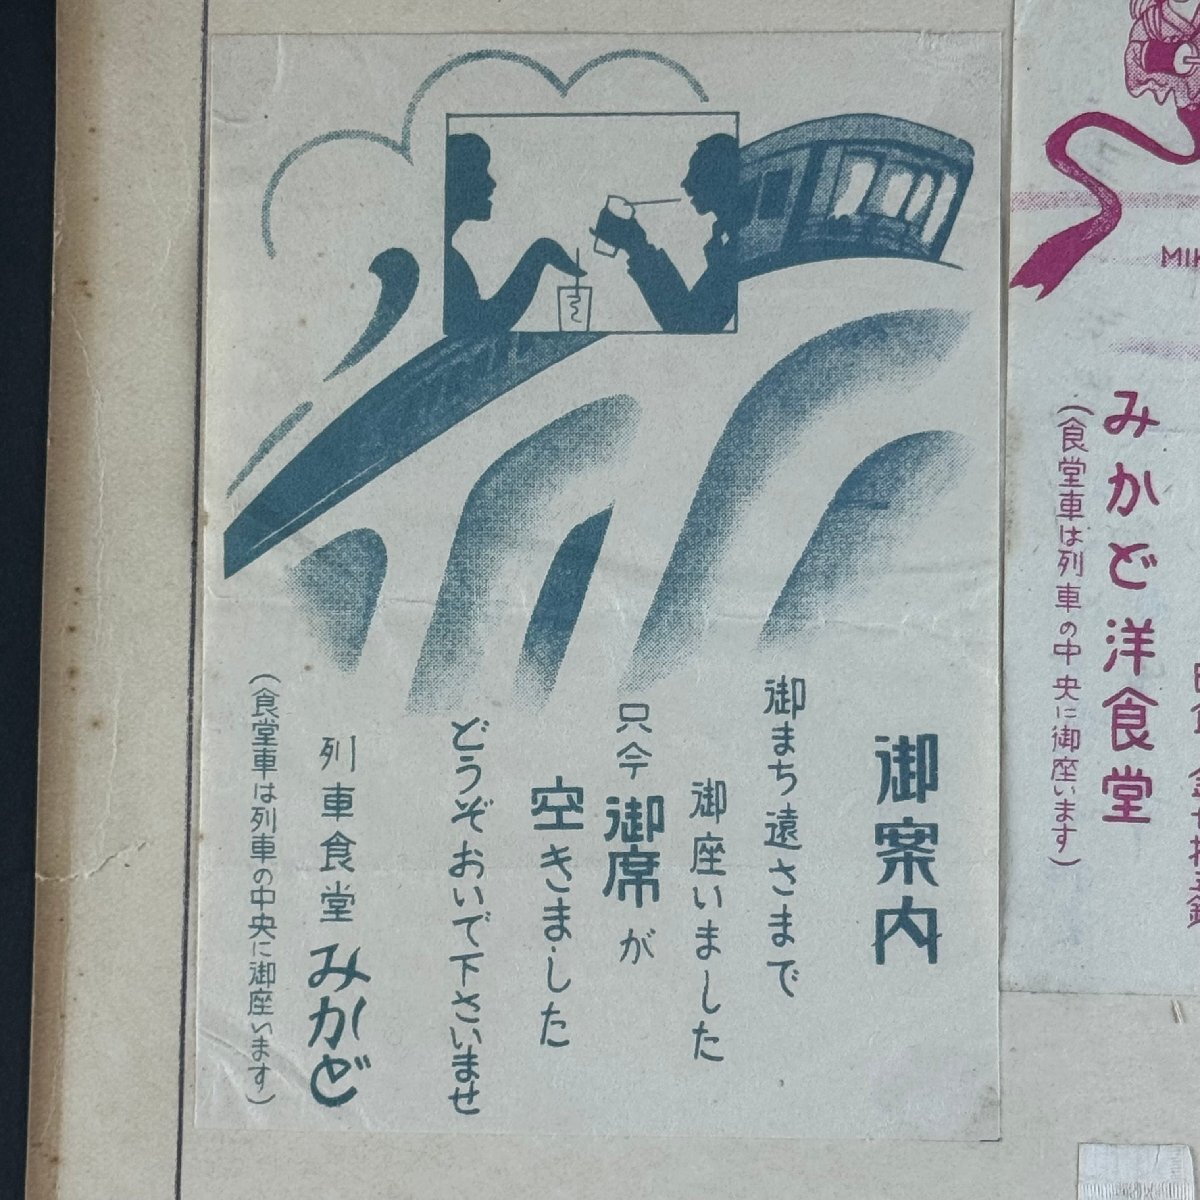 MIK
みかど洋食堂
(食堂車は列車の中央に御座います)
御案内
御まち遠さまで
御座いました
只今御席が
空きました
どうぞおいで下さいませ
列車食堂みかど
(食堂車は列車の中央に御座います)